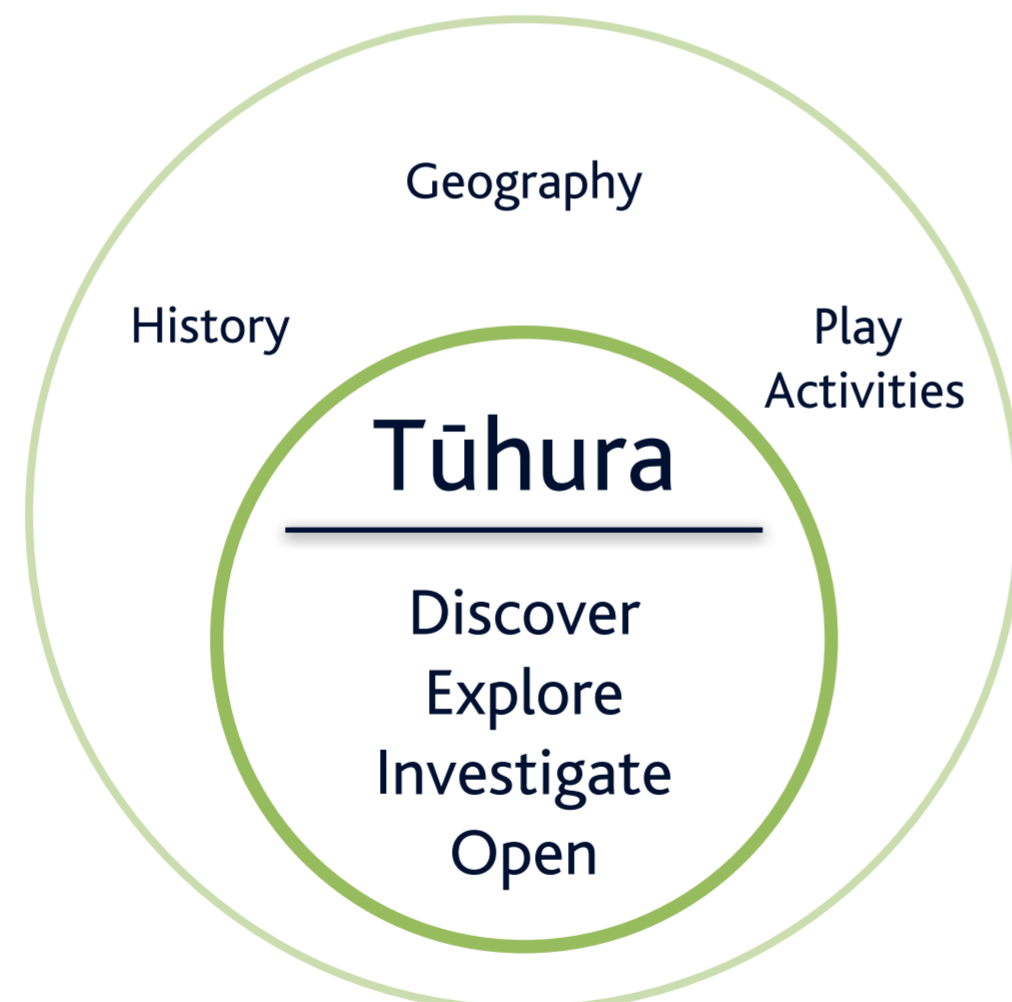 Geography
History
Play
Activities
Tūhura
Discover
Explore
Investigate
Open